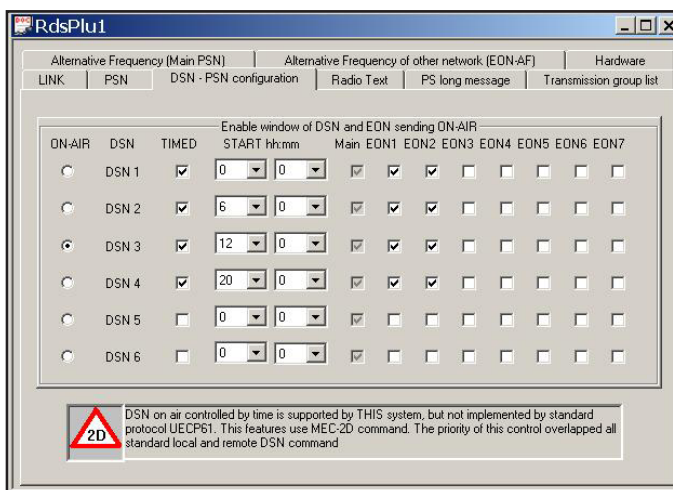 RdsPlu1
Alternative Frequency (Main PSN) Alternative Frequency of other network (EON-AF) Hardware
LINK PSN DSN - PSN configuration Radio Text PS long message Transmission group list
Enable window of DSN and EON sending ON-AIR
ON-AIR DSN TIMED START hh:mm Main EON1 EON2 EON3 EON4 EON5 EON6 EON7
DSN 1 0 0
DSN 2 6 0
DSN 3 12 0
DSN 4 20 0
DSN 5 0 0
DSN 6 0 0
2D
DSN on air controlled by time is supported by THIS system, but not implemented by standard
protocol UECP61. This features use MEC-2D command. The priority of this control overlapped all
standard local and remote DSN command